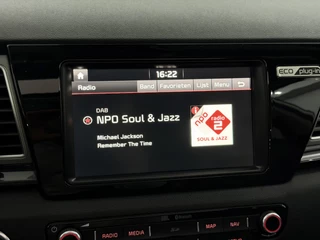 16:22
Radio
Band
Favorieten
Lijst
Menu
DAB
NPO Soul & Jazz
Michael Jackson
Remember The Time
npo
radio
2
SOUL & JAZZ
ECO plug-in
RADIO
MEDIA
MAP
NAV